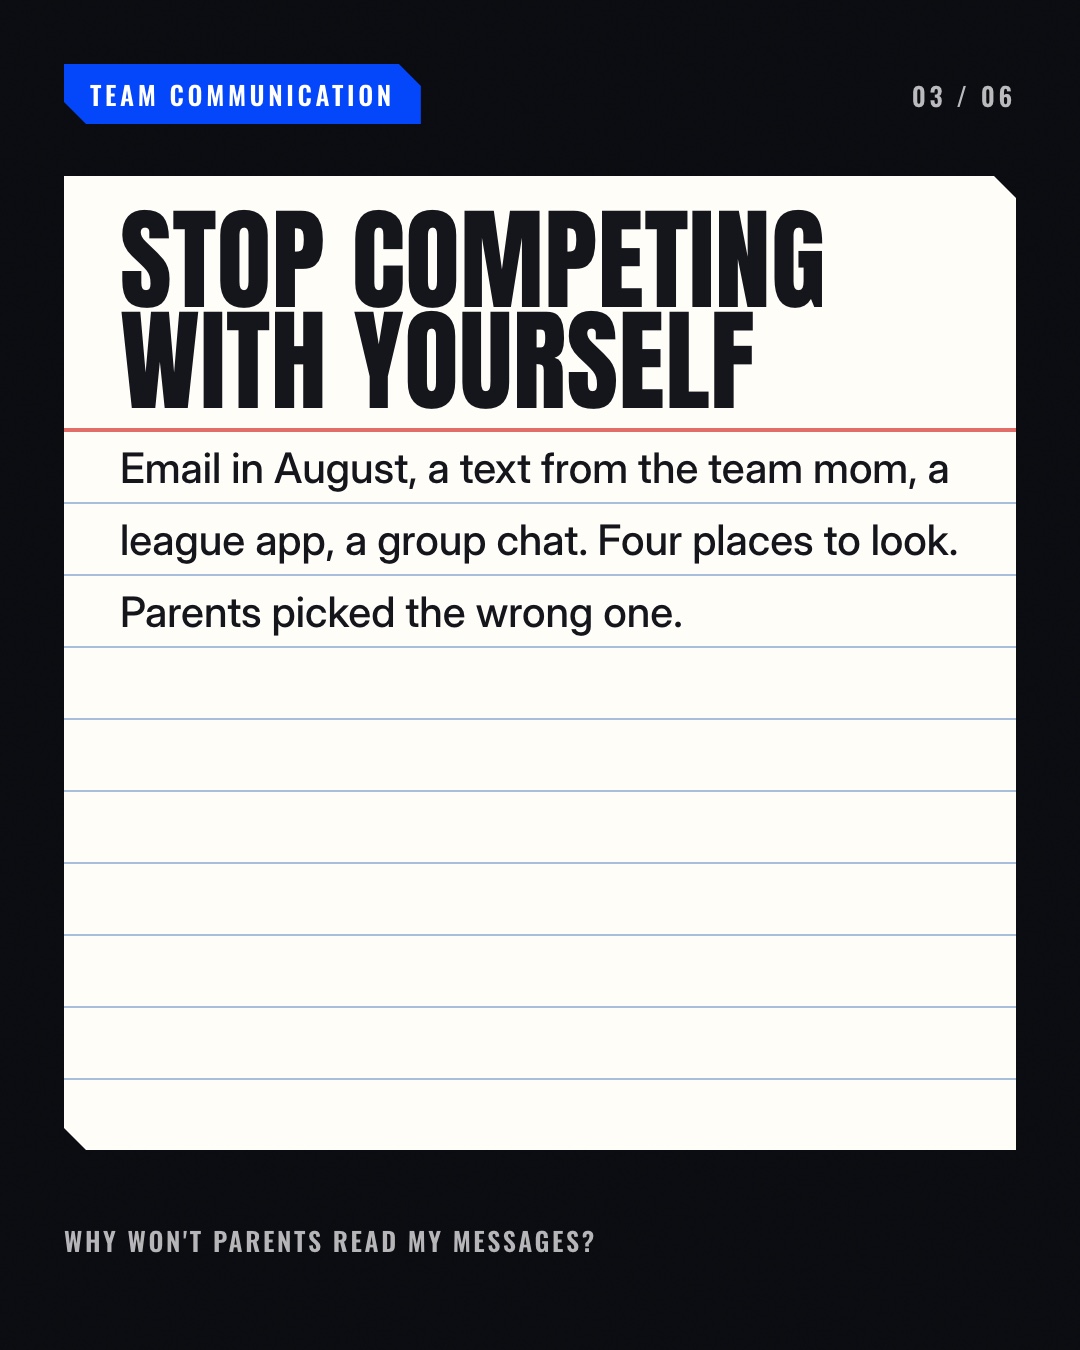 TEAM COMMUNICATION
03 / 06
STOP COMPETING
WITH YOURSELF
Email in August, a text from the team mom, a
league app, a group chat. Four places to look.
Parents picked the wrong one.
WHY WON'T PARENTS READ MY MESSAGES?